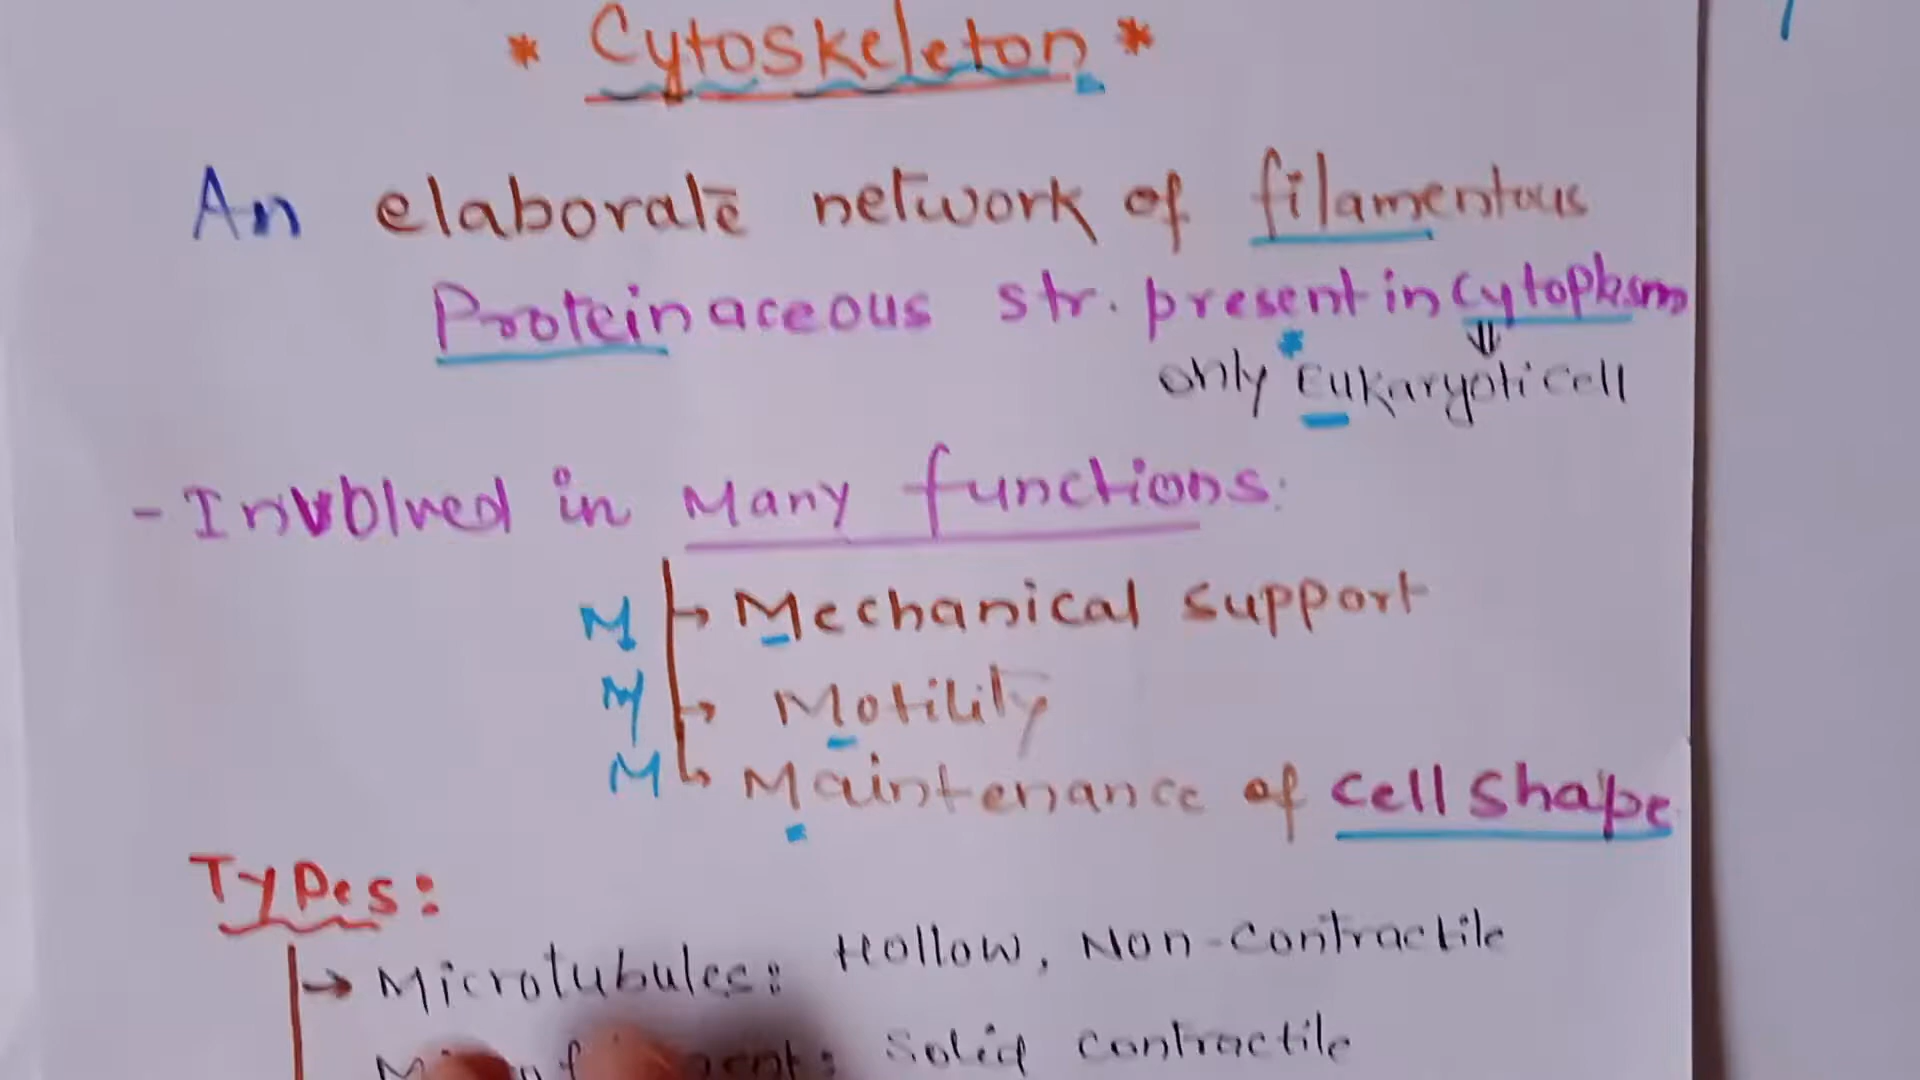 * Cytoskeleton *
An elaborate network of filamentous
Proteinaceous str. present in cytoplasm
⇓
* only Eukaryotic cell
- Involved in Many functions:
M → Mechanical support
M → Motility
M → Maintenance of cell shape
Types:
→ Microtubules: Hollow, Non-Contractile
Solid contractile